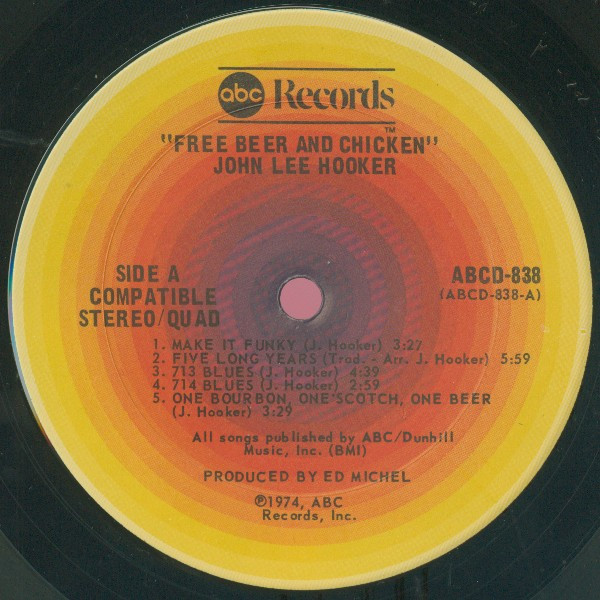 abc Records
TM
"FREE BEER AND CHICKEN"
JOHN LEE HOOKER
SIDE A
COMPATIBLE
STEREO/QUAD
ABCD-838
(ABCD-838-A)
1. MAKE IT FUNKY (J. Hooker) 3:27
2. FIVE LONG YEARS (Trad. - Arr. J. Hooker) 5:59
3. 713 BLUES (J. Hooker) 4:39
4. 714 BLUES (J. Hooker) 2:59
5. ONE BOURBON, ONE SCOTCH, ONE BEER
(J. Hooker) 3:29
All songs published by ABC/Dunhill
Music, Inc. (BMI)
PRODUCED BY ED MICHEL
℗1974, ABC
Records, Inc.